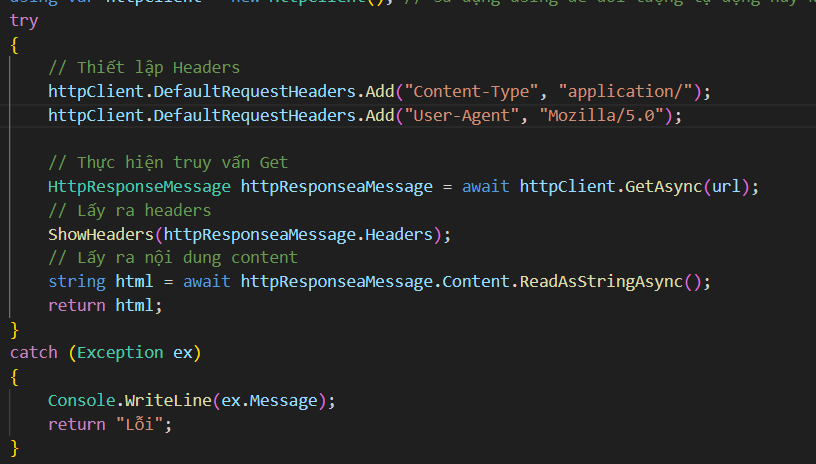 using var httpClient = new HttpClient(); // sử dụng using để đối tượng tự động hủy
try
{
// Thiết lập Headers
httpClient.DefaultRequestHeaders.Add("Content-Type", "application/");
httpClient.DefaultRequestHeaders.Add("User-Agent", "Mozilla/5.0");
// Thực hiện truy vấn Get
HttpResponseMessage httpResponseaMessage = await httpClient.GetAsync(url);
// Lấy ra headers
ShowHeaders(httpResponseaMessage.Headers);
// Lấy ra nội dung content
string html = await httpResponseaMessage.Content.ReadAsStringAsync();
return html;
}
catch (Exception ex)
{
Console.WriteLine(ex.Message);
return "Lỗi";
}